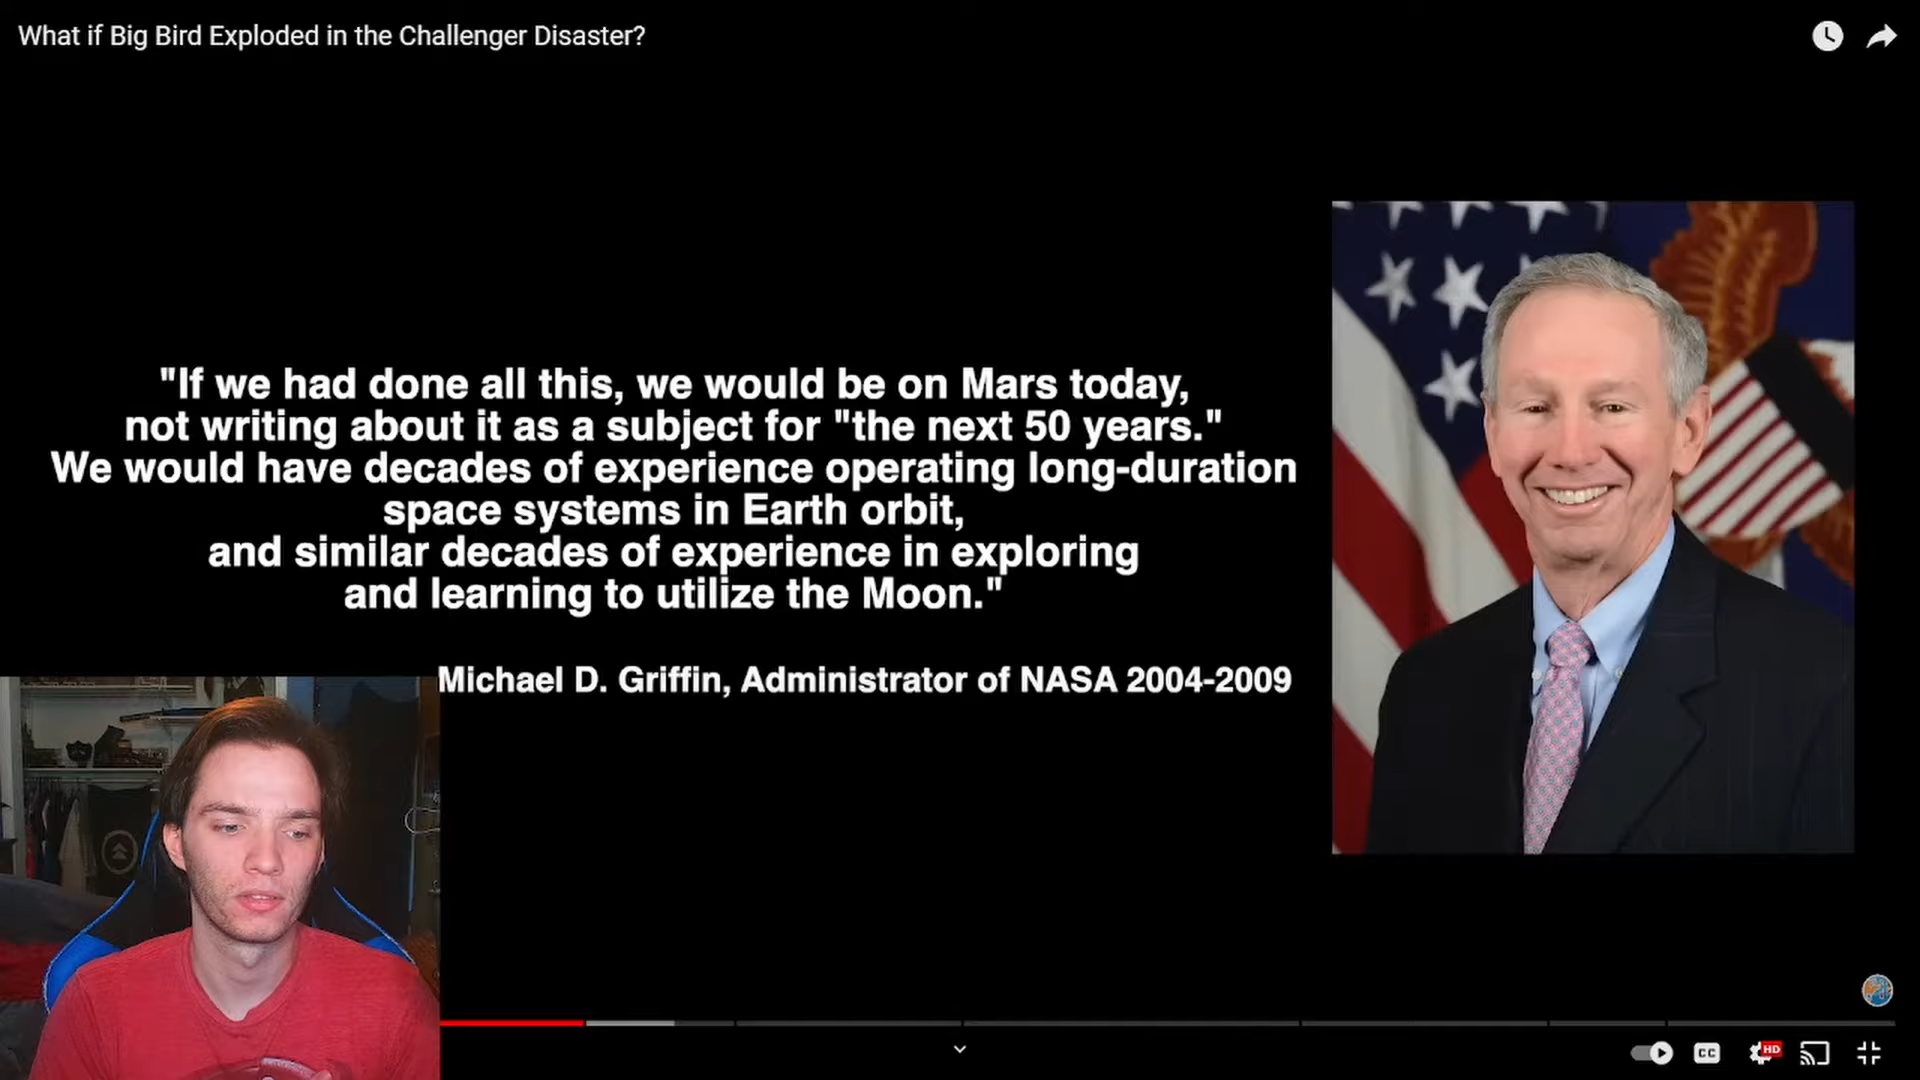 What if Big Bird Exploded in the Challenger Disaster?
"If we had done all this, we would be on Mars today,
not writing about it as a subject for "the next 50 years."
We would have decades of experience operating long-duration
space systems in Earth orbit,
and similar decades of experience in exploring
and learning to utilize the Moon."
Michael D. Griffin, Administrator of NASA 2004-2009
CC
HD